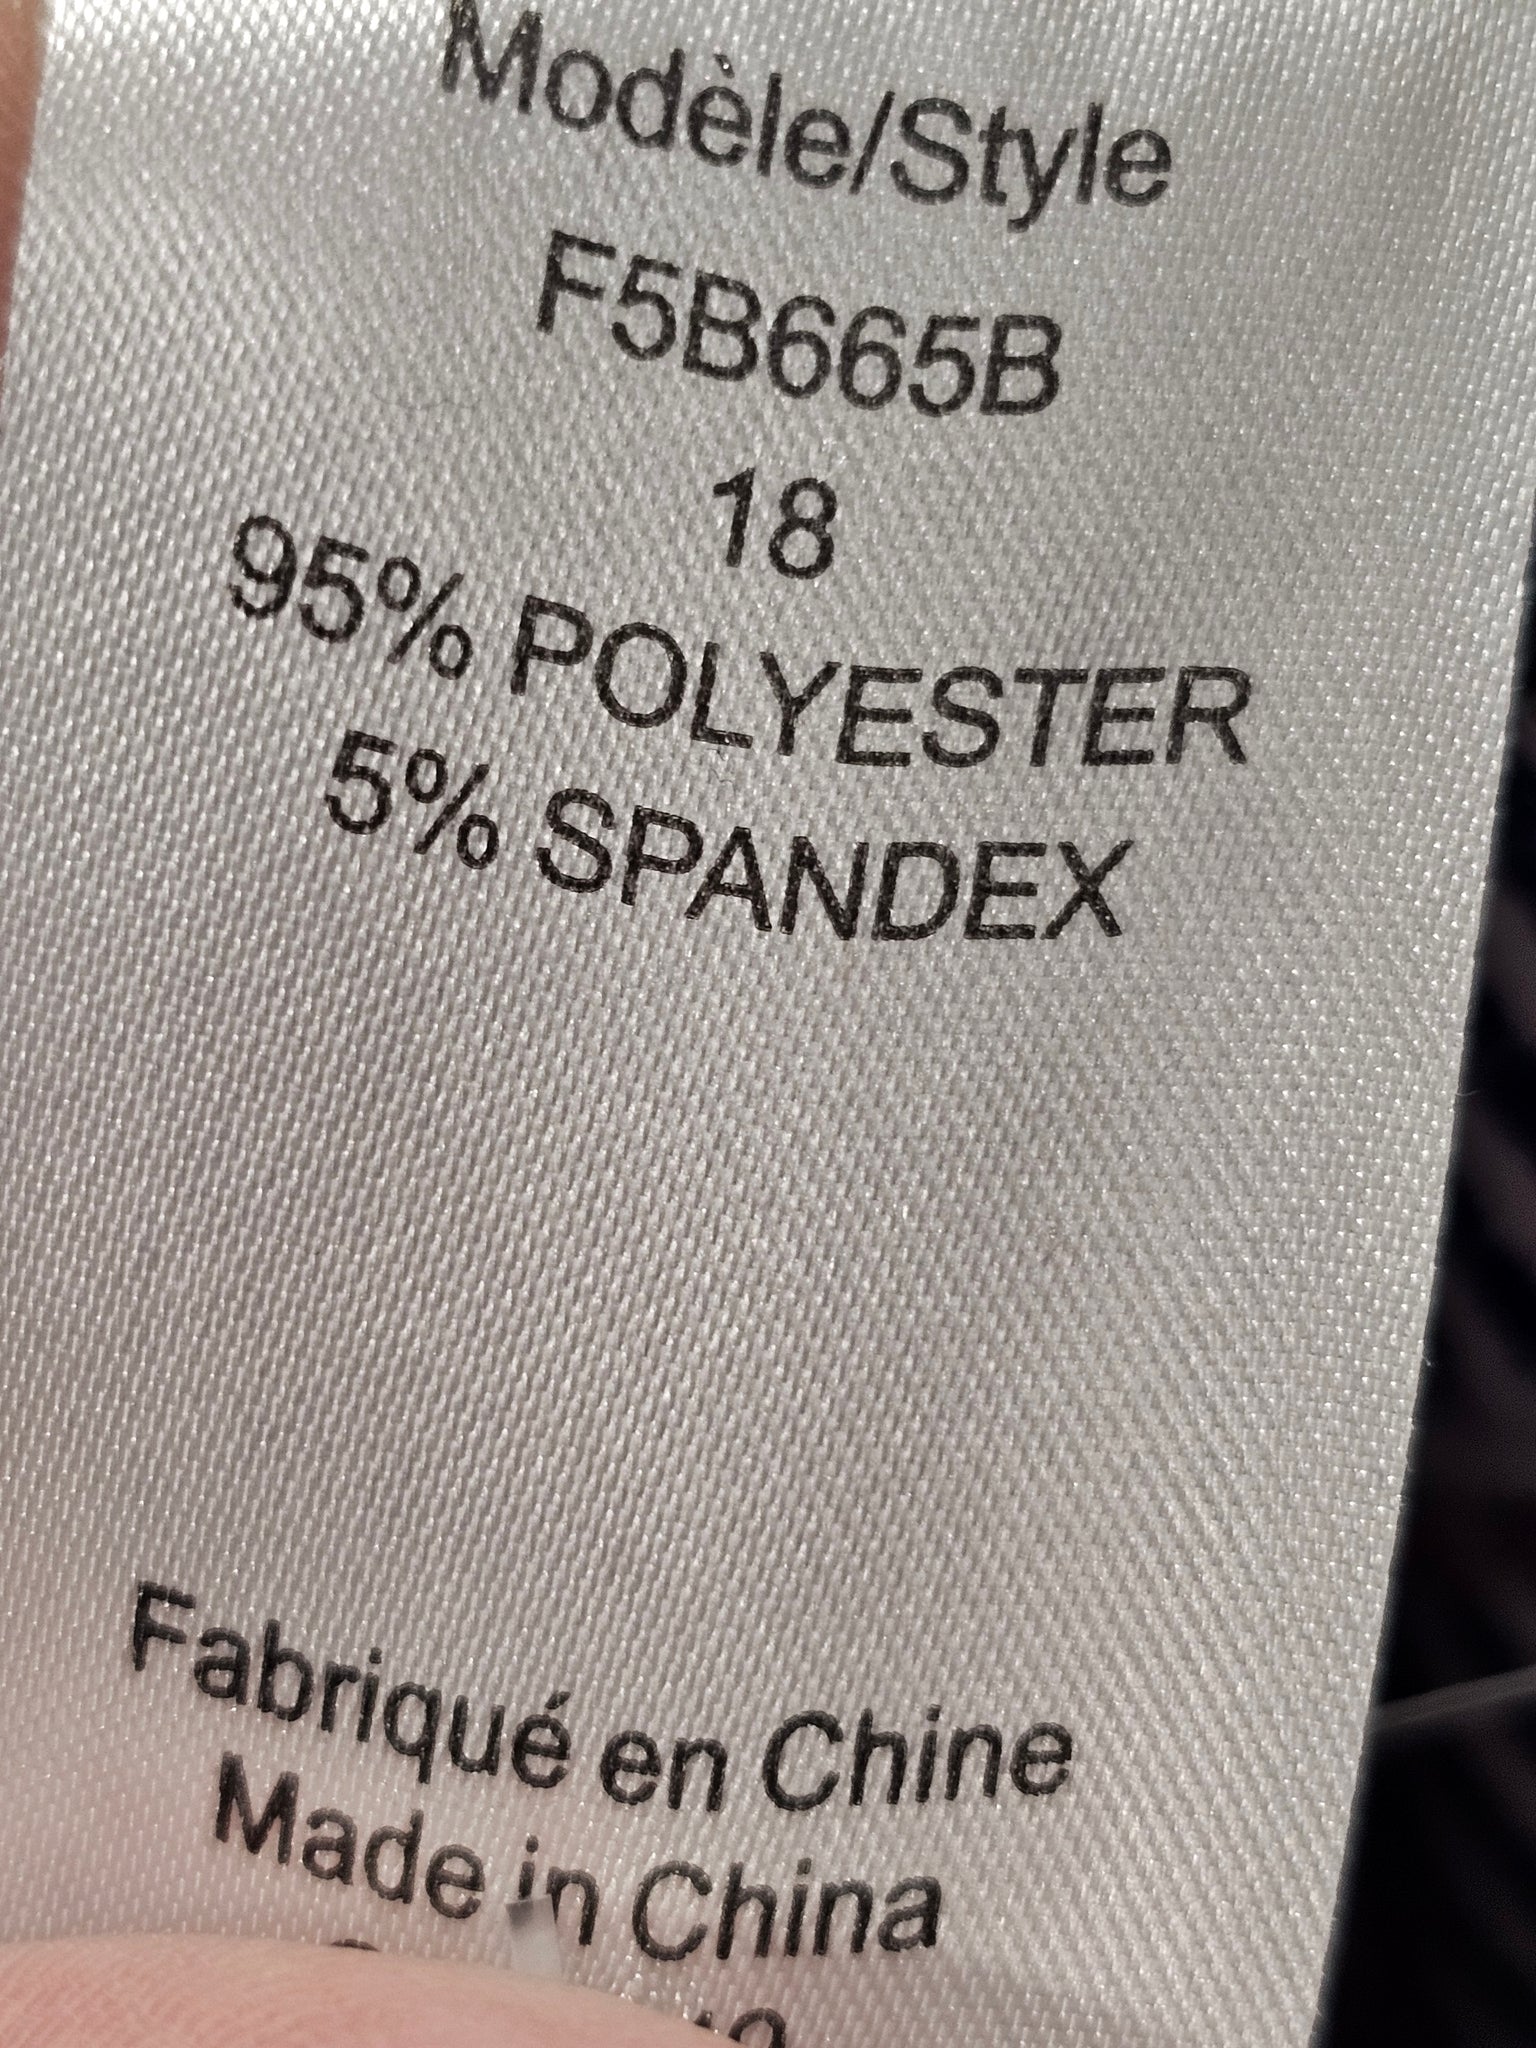 Modèle/Style
F5B665B
18
95% POLYESTER
5% SPANDEX
Fabriqué en Chine
Made in China